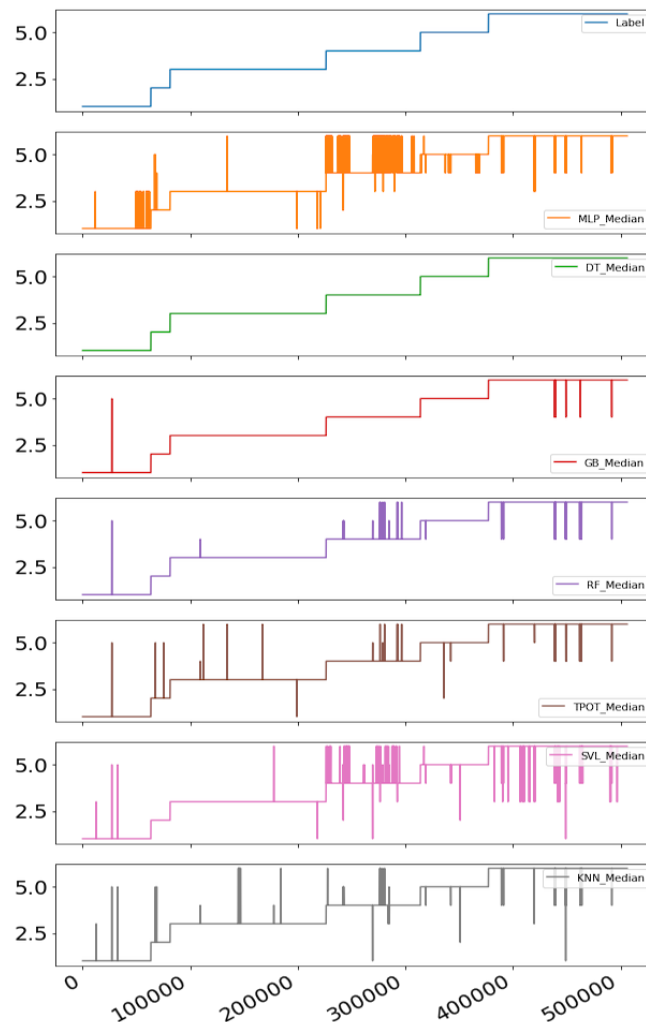 Label
5.0
2.5
5.0
2.5
MLP_Median
DT_Median
5.0
2.5
5.0
2.5
GB_Median
5.0
2.5
RF_Median
5.0
2.5
TPOT_Median
SVL_Median
5.0
2.5
KNN_Median
5.0
2.5
0
100000
200000
300000
400000
500000